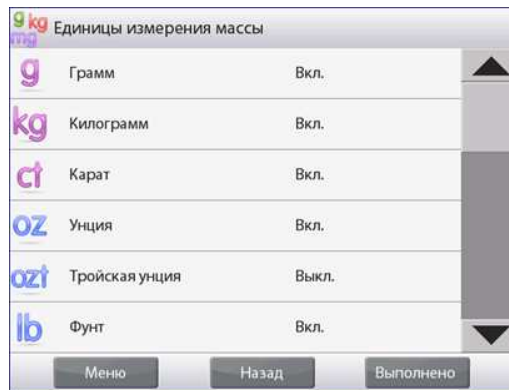 g kg mg Единицы измерения массы
g Грамм Вкл.
kg Килограмм Вкл.
ct Карат Вкл.
oz Унция Вкл.
ozt Тройская унция Выкл.
lb Фунт Вкл.
Меню Назад Выполнено